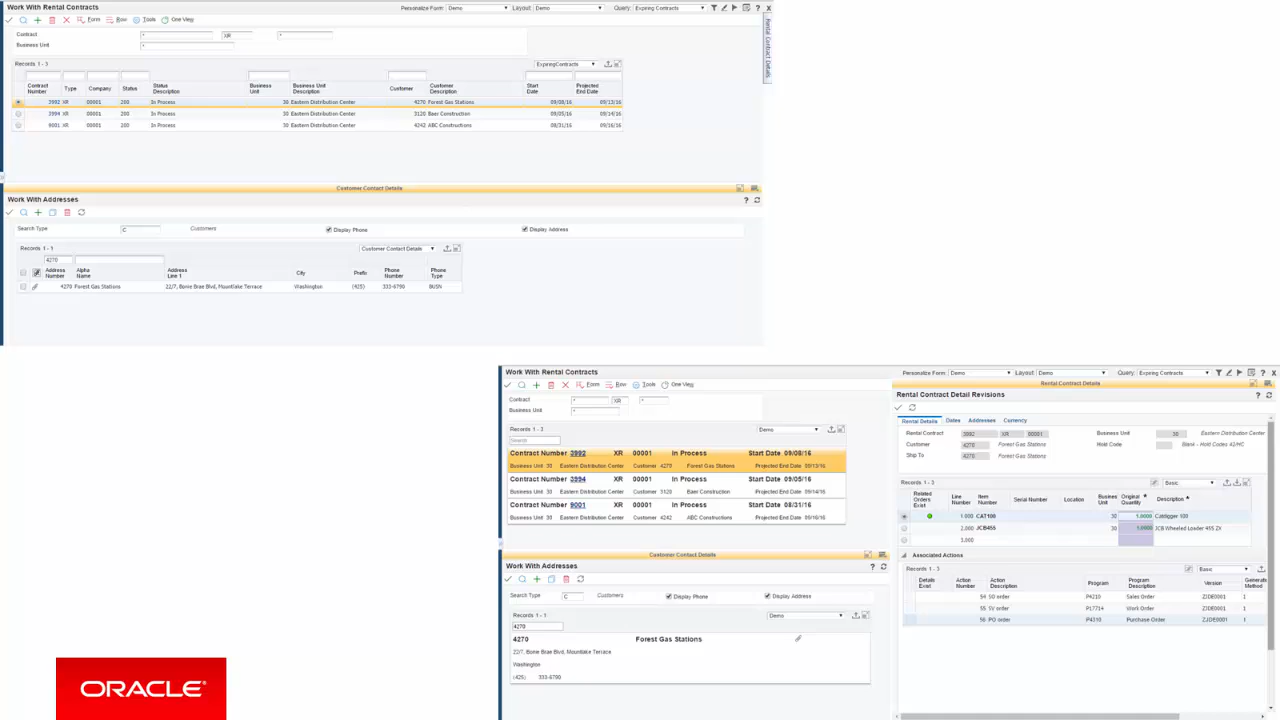 Work With Rental Contracts
Personalize Form: Demo Layout: Demo Query: Expiring Contracts
Form Row Tools One View
Contract * XR *
Business Unit *
Rental Contract Details
Records 1 - 3 ExpiringContracts
Contract Number Type Company Status Status Description Business Unit Business Unit Description Customer Customer Description Start Date Projected End Date
3992 XR 00001 200 In Process 30 Eastern Distribution Center 4270 Forest Gas Stations 09/08/16 09/13/16
3994 XR 00001 200 In Process 30 Eastern Distribution Center 3120 Baer Construction 09/05/16 09/14/16
9001 XR 00001 200 In Process 30 Eastern Distribution Center 4242 ABC Constructions 08/31/16 09/16/16
Customer Contact Details
Work With Addresses
Search Type C Customers Display Phone Display Address
Records 1 - 1 Customer Contact Details
4270
Address Number Alpha Name Address Line 1 City Prefix Phone Number Phone Type
4270 Forest Gas Stations 22/7, Bonie Brae Blvd, Mountlake Terrace Washington (425) 333-6790 BUSN
Work With Rental Contracts
Form Row Tools One View
Contract * XR *
Business Unit *
Records 1 - 3 Demo
Search
Contract Number 3992 XR 00001 In Process Start Date 09/08/16
Business Unit 30 Eastern Distribution Center Customer 4270 Forest Gas Stations Projected End Date 09/13/16
Contract Number 3994 XR 00001 In Process Start Date 09/05/16
Business Unit 30 Eastern Distribution Center Customer 3120 Baer Construction Projected End Date 09/14/16
Contract Number 9001 XR 00001 In Process Start Date 08/31/16
Business Unit 30 Eastern Distribution Center Customer 4242 ABC Constructions Projected End Date 09/16/16
Customer Contact Details
Work With Addresses
Search Type C Customers Display Phone Display Address
Records 1 - 1 Demo
4270
4270 Forest Gas Stations
22/7, Bonie Brae Blvd, Mountlake Terrace
Washington
(425) 333-6790
Personalize Form: Demo Layout: Demo Query: Expiring Contracts
Rental Contract Details
Rental Contract Detail Revisions
Rental Details Dates Addresses Currency
Rental Contract 3992 XR 00001 Business Unit 30 Eastern Distribution Center
Customer 4270 Forest Gas Stations Hold Code Blank - Hold Codes 42/HC
Ship To 4270 Forest Gas Stations
Records 1 - 3 Basic
Related Orders Exist Line Number Item Number Serial Number Location Busines Unit Original Quantity Description
1.000 CAT100 30 1.0000
2.000 JCB455 30 1.0000 JCB Wheeled Loader 455 ZX
3.000
Associated Actions
Records 1 - 3 Basic
Details Exist Action Number Action Description Program Program Description Version Generate Method
54 SO order P4210 Sales Order ZJDE0001 1
55 SV order P17714 Work Order ZJDE0001 1
56 PO order P4310 Purchase Order ZJDE0001 1
ORACLE